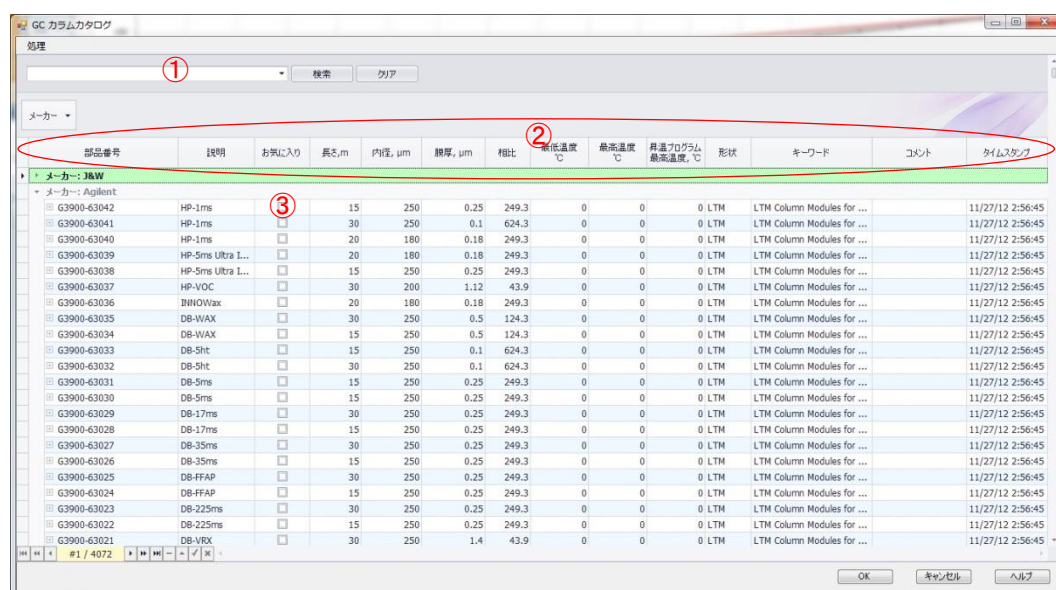 GC カラムカタログ
処理
①
検索 クリア
メーカー
②
部品番号 説明 お気に入り 長さ,m 内径, μm 膜厚, μm 相比 最低温度 ℃ 最高温度 ℃ 昇温プログラム 最高温度, ℃ 形状 キーワード コメント タイムスタンプ
メーカー: J&W
メーカー: Agilent
③
G3900-63042 HP-1ms 15 250 0.25 249.3 0 0 0 LTM LTM Column Modules for ... 11/27/12 2:56:45
G3900-63041 HP-1ms 30 250 0.1 624.3 0 0 0 LTM LTM Column Modules for ... 11/27/12 2:56:45
G3900-63040 HP-1ms 20 180 0.18 249.3 0 0 0 LTM LTM Column Modules for ... 11/27/12 2:56:45
G3900-63039 HP-5ms Ultra I... 20 180 0.18 249.3 0 0 0 LTM LTM Column Modules for ... 11/27/12 2:56:45
G3900-63038 HP-5ms Ultra I... 15 250 0.25 249.3 0 0 0 LTM LTM Column Modules for ... 11/27/12 2:56:45
G3900-63037 HP-VOC 30 200 1.12 43.9 0 0 0 LTM LTM Column Modules for ... 11/27/12 2:56:45
G3900-63036 INNOWax 20 180 0.18 249.3 0 0 0 LTM LTM Column Modules for ... 11/27/12 2:56:45
G3900-63035 DB-WAX 30 250 0.5 124.3 0 0 0 LTM LTM Column Modules for ... 11/27/12 2:56:45
G3900-63034 DB-WAX 15 250 0.5 124.3 0 0 0 LTM LTM Column Modules for ... 11/27/12 2:56:45
G3900-63033 DB-5ht 15 250 0.1 624.3 0 0 0 LTM LTM Column Modules for ... 11/27/12 2:56:45
G3900-63032 DB-5ht 30 250 0.1 624.3 0 0 0 LTM LTM Column Modules for ... 11/27/12 2:56:45
G3900-63031 DB-5ms 15 250 0.25 249.3 0 0 0 LTM LTM Column Modules for ... 11/27/12 2:56:45
G3900-63030 DB-5ms 15 250 0.25 249.3 0 0 0 LTM LTM Column Modules for ... 11/27/12 2:56:45
G3900-63029 DB-17ms 30 250 0.25 249.3 0 0 0 LTM LTM Column Modules for ... 11/27/12 2:56:45
G3900-63028 DB-17ms 15 250 0.25 249.3 0 0 0 LTM LTM Column Modules for ... 11/27/12 2:56:45
G3900-63027 DB-35ms 30 250 0.25 249.3 0 0 0 LTM LTM Column Modules for ... 11/27/12 2:56:45
G3900-63026 DB-35ms 15 250 0.25 249.3 0 0 0 LTM LTM Column Modules for ... 11/27/12 2:56:45
G3900-63025 DB-FFAP 30 250 0.25 249.3 0 0 0 LTM LTM Column Modules for ... 11/27/12 2:56:45
G3900-63024 DB-FFAP 15 250 0.25 249.3 0 0 0 LTM LTM Column Modules for ... 11/27/12 2:56:45
G3900-63023 DB-225ms 30 250 0.25 249.3 0 0 0 LTM LTM Column Modules for ... 11/27/12 2:56:45
G3900-63022 DB-225ms 15 250 0.25 249.3 0 0 0 LTM LTM Column Modules for ... 11/27/12 2:56:45
G3900-63021 DB-VRX 30 250 1.4 43.9 0 0 0 LTM LTM Column Modules for ... 11/27/12 2:56:45
#1 / 4072
OK キャンセル ヘルプ